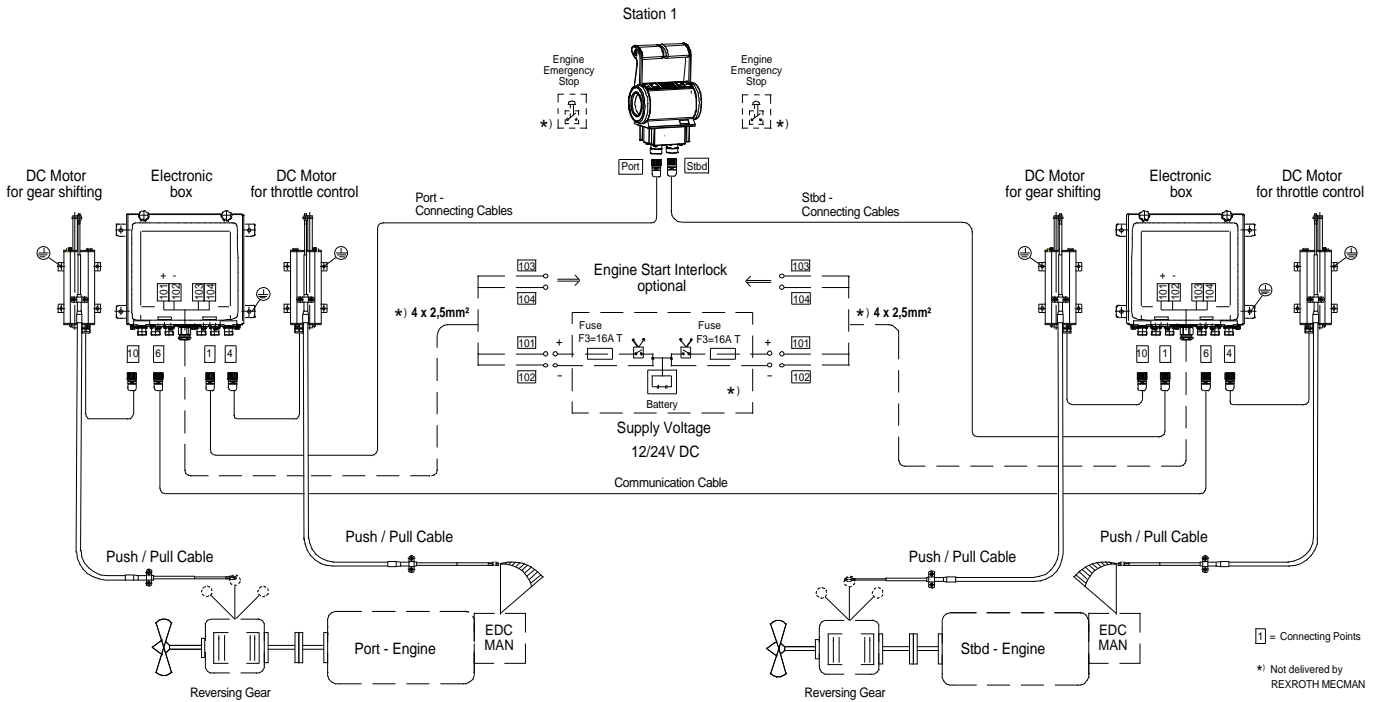 Station 1
Engine
Emergency
Stop
*)
Engine
Emergency
Stop
*)
Port
Stbd
DC Motor
for gear shifting
Electronic
box
DC Motor
for throttle control
Port -
Connecting Cables
Stbd -
Connecting Cables
DC Motor
for gear shifting
Electronic
box
DC Motor
for throttle control
+ -
101 102 103 104
10 6 1 4
+ -
101 102 103 104
10 1 6 4
103
104
Engine Start Interlock
optional
103
104
*) 4 x 2,5mm²
*) 4 x 2,5mm²
101
102
+
-
Fuse
F3=16A T
Fuse
F3=16A T
+
-
101
102
Battery
*)
Supply Voltage
12/24V DC
Communication Cable
Push / Pull Cable
Push / Pull Cable
Push / Pull Cable
Push / Pull Cable
Port - Engine
EDC
MAN
Reversing Gear
Stbd - Engine
EDC
MAN
Reversing Gear
1 = Connecting Points
*) Not delivered by
REXROTH MECMAN